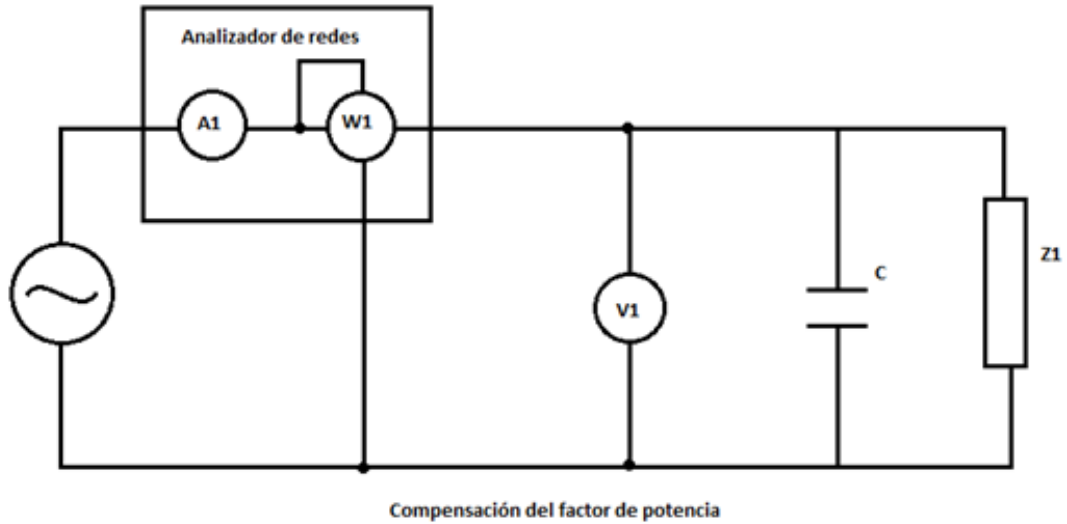 Analizador de redes
A1
W1
V1
C
Z1
Compensación del factor de potencia